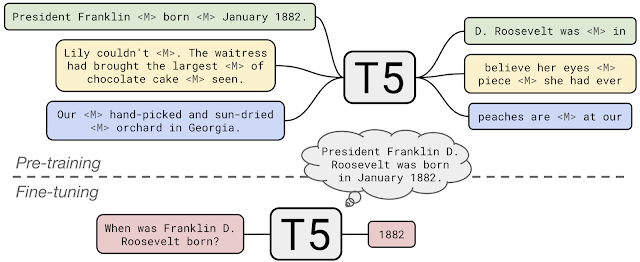 President Franklin <M> born <M> January 1882.
Lily couldn't <M>. The waitress
had brought the largest <M> of
chocolate cake <M> seen.
Our <M> hand-picked and sun-dried
<M> orchard in Georgia.
T5
D. Roosevelt was <M> in
believe her eyes <M>
piece <M> she had ever
peaches are <M> at our
Pre-training
President Franklin D.
Roosevelt was born
in January 1882.
Fine-tuning
When was Franklin D.
Roosevelt born?
T5
1882